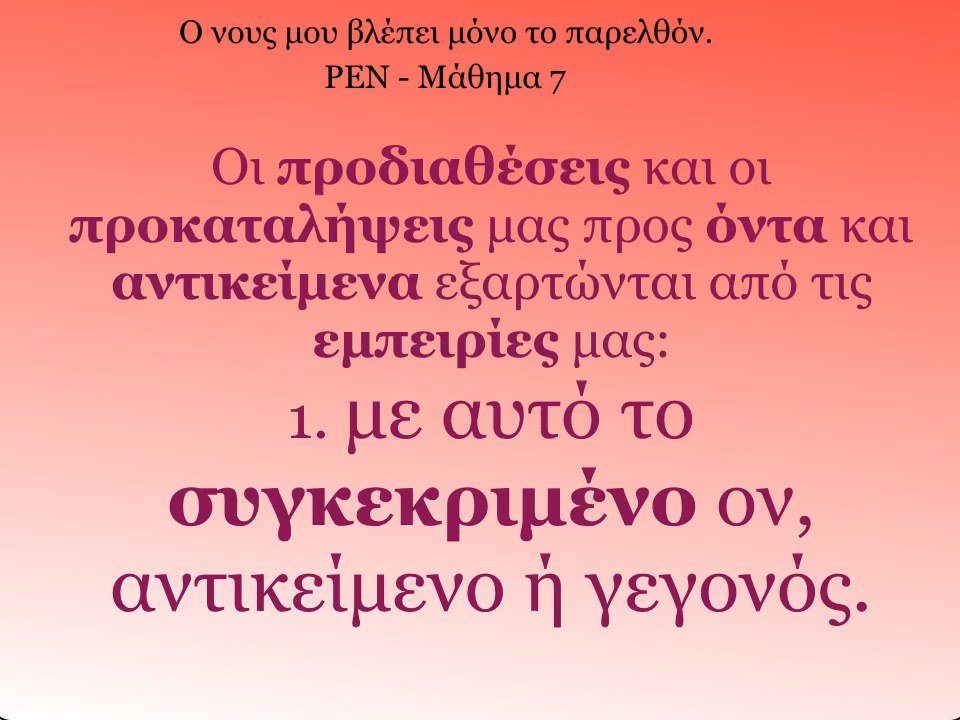 Ο νους μου βλέπει μόνο το παρελθόν.
ΡΕΝ - Μάθημα 7
Οι προδιαθέσεις και οι
προκαταλήψεις μας προς όντα και
αντικείμενα εξαρτώνται από τις
εμπειρίες μας:
1. με αυτό το
συγκεκριμένο ον,
αντικείμενο ή γεγονός.